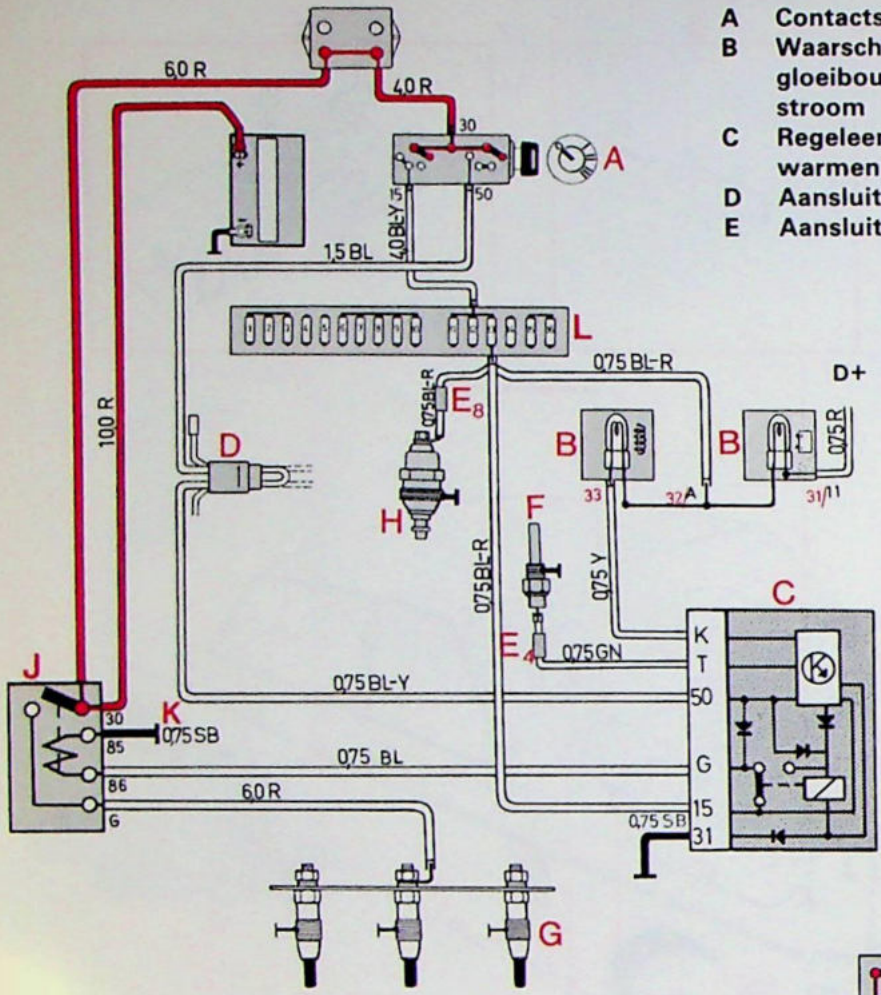 A Contacts
B Waarsch
gloeibou
stroom
C Regeleer
warmen
D Aansluit
E Aansluit
6,0 R
4,0 R
30
A
15
50
4,0 BL-Y
1,5 BL
L
10,0 R
0,75 BL-R
E8
0,75 BL-R
D+
0,75 R
D
B
B
H
33
32/A
31/11
F
0,75 BL-R
0,75 Y
C
E4
0,75 GN
K
T
K
J
0,75 BL-Y
50
30
K
0,75 SB
85
0,75 BL
G
86
6,0 R
15
G
0,75 SB
31
G